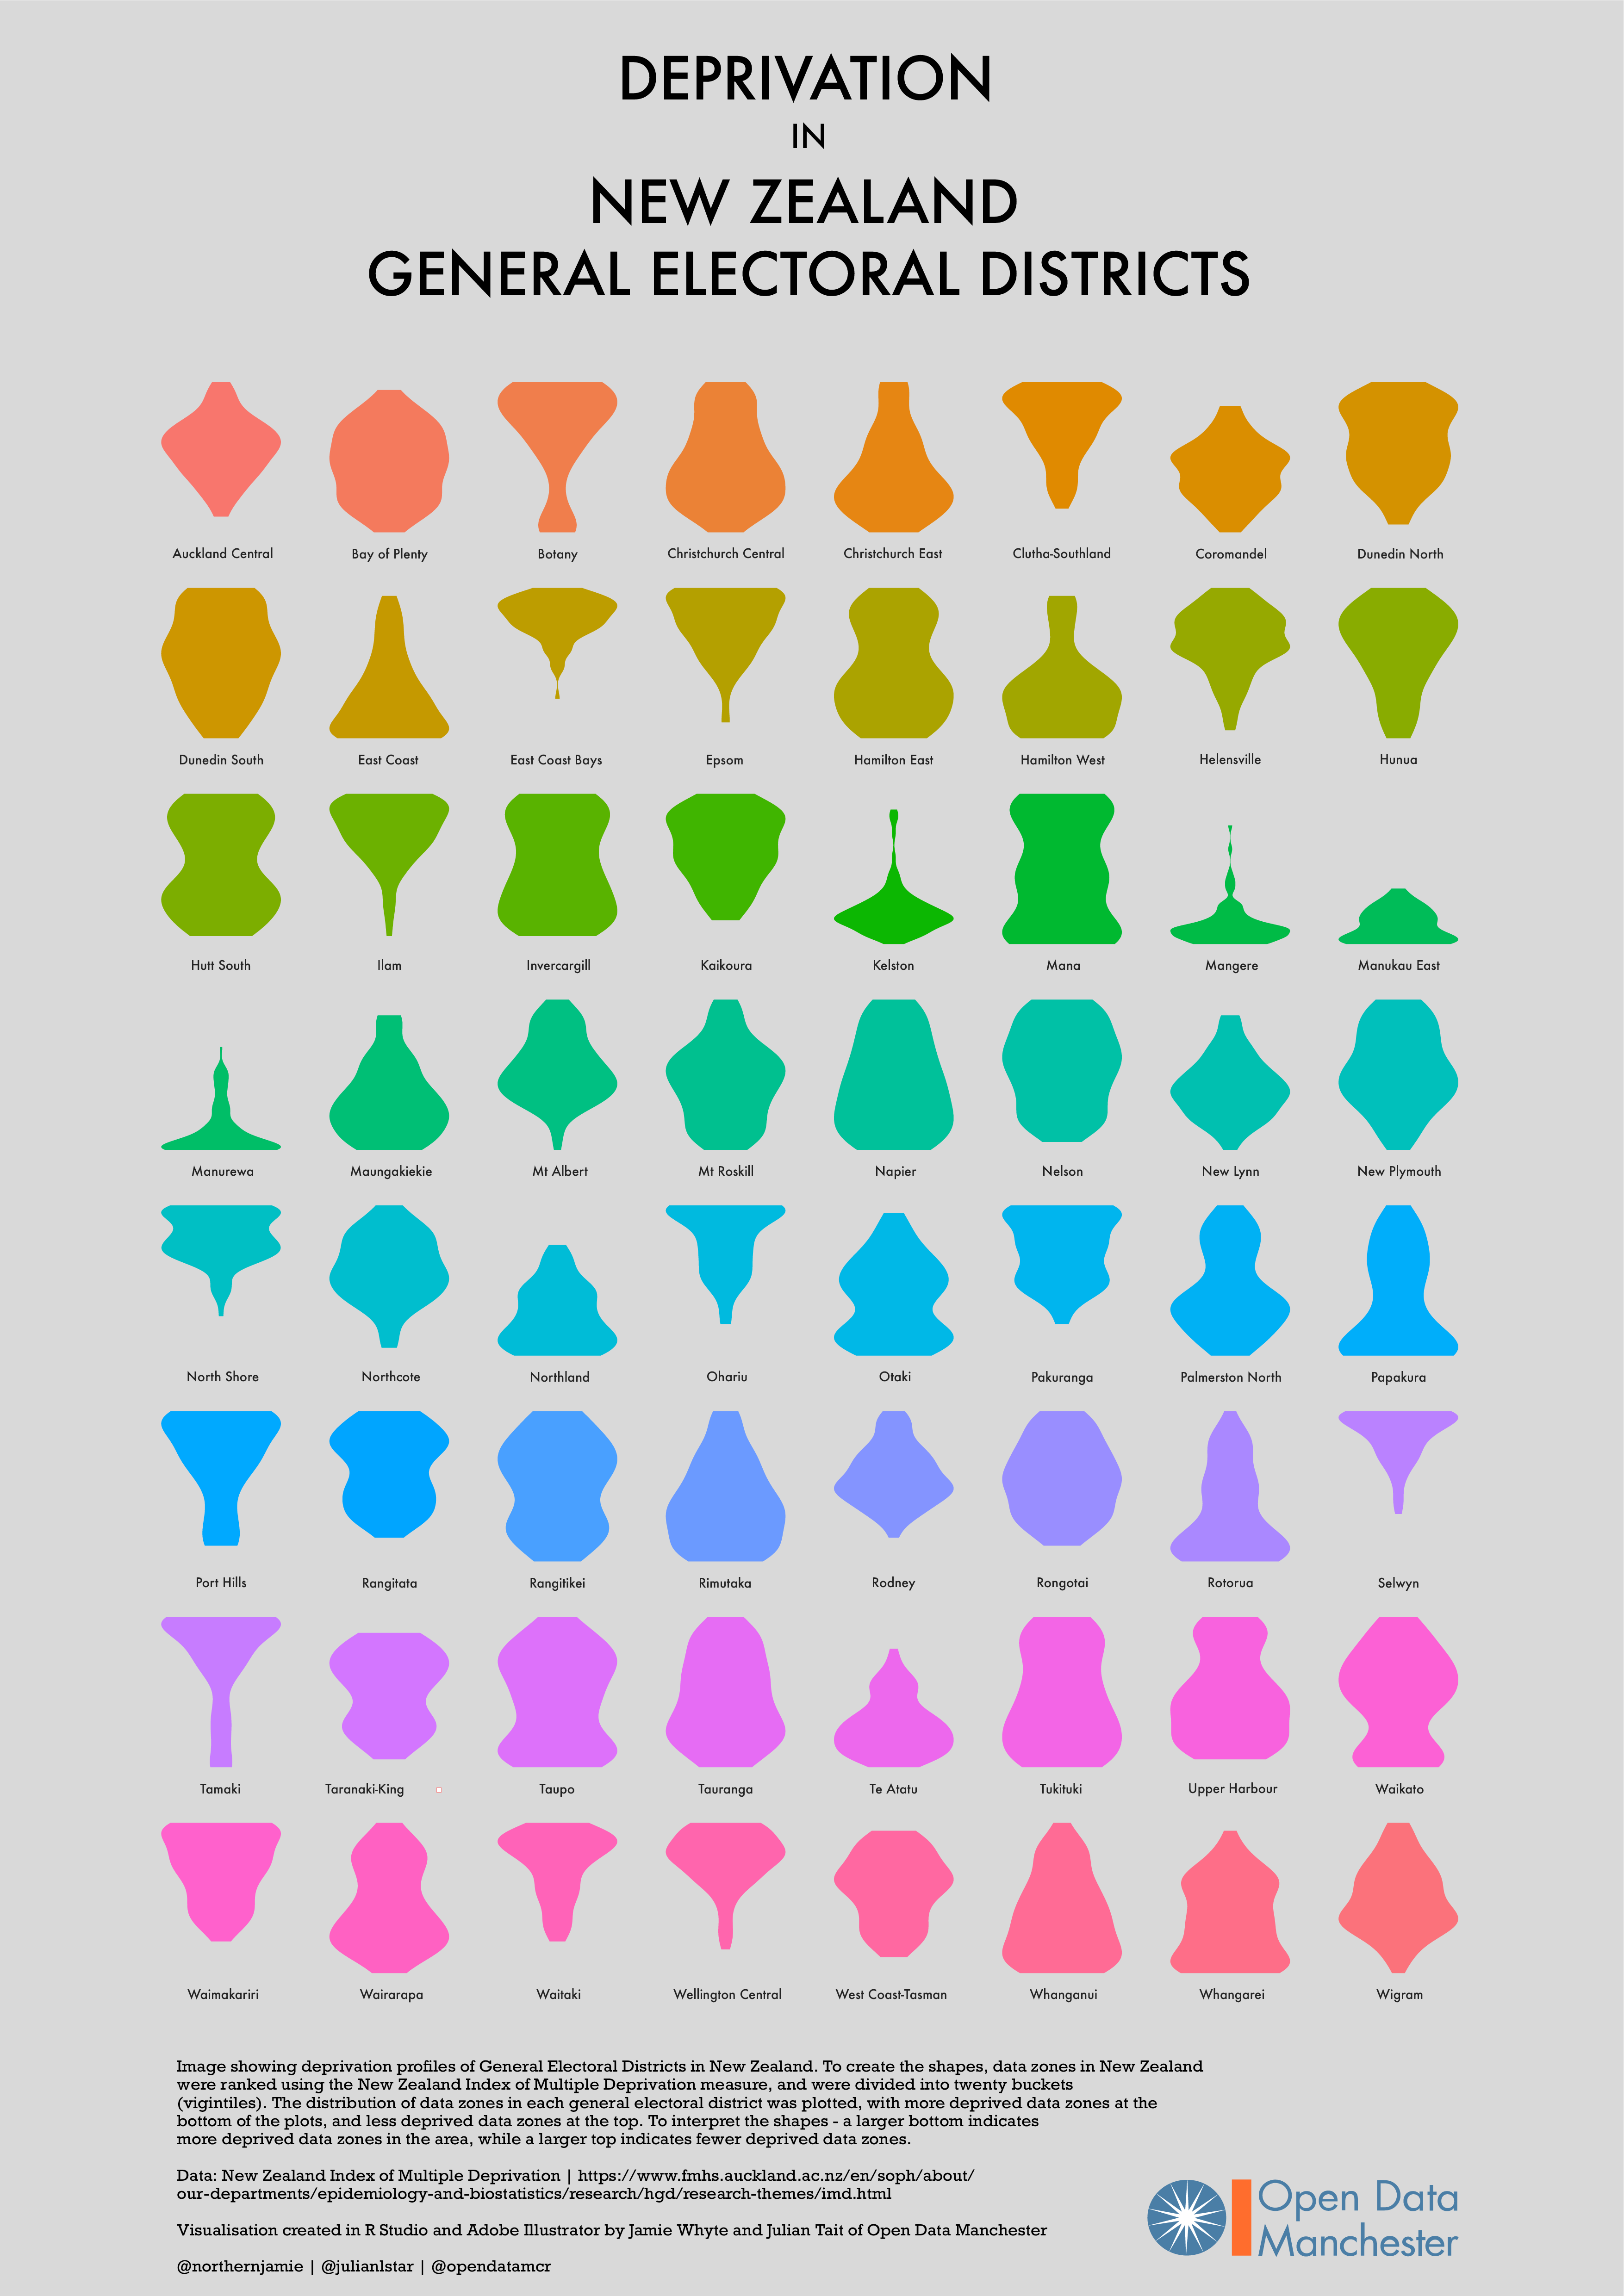 DEPRIVATION
IN
NEW ZEALAND
GENERAL ELECTORAL DISTRICTS
Auckland Central
Bay of Plenty
Botany
Christchurch Central
Christchurch East
Clutha-Southland
Coromandel
Dunedin North
Dunedin South
East Coast
East Coast Bays
Epsom
Hamilton East
Hamilton West
Helensville
Hunua
Hutt South
Ilam
Invercargill
Kaikoura
Kelston
Mana
Mangere
Manukau East
Manurewa
Maungakiekie
Mt Albert
Mt Roskill
Napier
Nelson
New Lynn
New Plymouth
North Shore
Northcote
Northland
Ohariu
Otaki
Pakuranga
Palmerston North
Papakura
Port Hills
Rangitata
Rangitikei
Rimutaka
Rodney
Rongotai
Rotorua
Selwyn
Tamaki
Taranaki-King
Taupo
Tauranga
Te Atatu
Tukituki
Upper Harbour
Waikato
Waimakariri
Wairarapa
Waitaki
Wellington Central
West Coast-Tasman
Whanganui
Whangarei
Wigram
Image showing deprivation profiles of General Electoral Districts in New Zealand. To create the shapes, data zones in New Zealand
were ranked using the New Zealand Index of Multiple Deprivation measure, and were divided into twenty buckets
(vigintiles). The distribution of data zones in each general electoral district was plotted, with more deprived data zones at the
bottom of the plots, and less deprived data zones at the top. To interpret the shapes - a larger bottom indicates
more deprived data zones in the area, while a larger top indicates fewer deprived data zones.
Data: New Zealand Index of Multiple Deprivation | https://www.fmhs.auckland.ac.nz/en/soph/about/
our-departments/epidemiology-and-biostatistics/research/hgd/research-themes/imd.html
Visualisation created in R Studio and Adobe Illustrator by Jamie Whyte and Julian Tait of Open Data Manchester
@northernjamie | @julianlstar | @opendatamcr
Open Data
Manchester